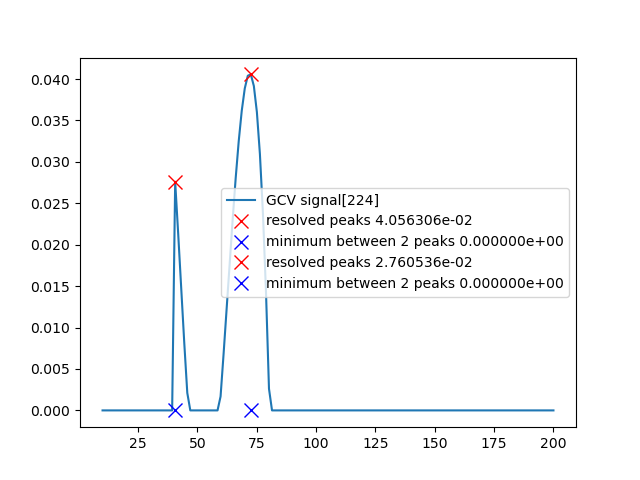 0.040
0.035
0.030
0.025
0.020
0.015
0.010
0.005
0.000
GCV signal[224]
resolved peaks 4.056306e-02
minimum between 2 peaks 0.000000e+00
resolved peaks 2.760536e-02
minimum between 2 peaks 0.000000e+00
25 50 75 100 125 150 175 200